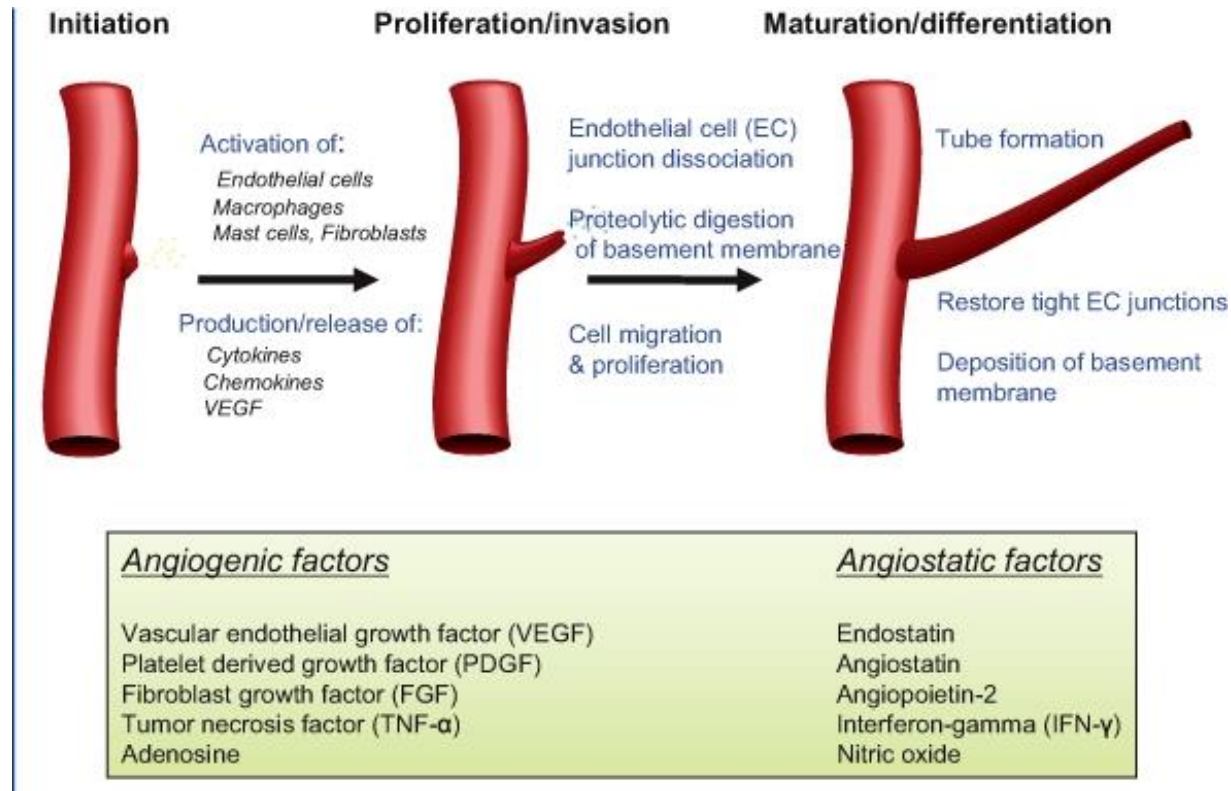 Initiation
Proliferation/invasion
Maturation/differentiation
Activation of:
Endothelial cells
Macrophages
Mast cells, Fibroblasts
Production/release of:
Cytokines
Chemokines
VEGF
Endothelial cell (EC)
junction dissociation
Proteolytic digestion
of basement membrane
Cell migration
& proliferation
Tube formation
Restore tight EC junctions
Deposition of basement
membrane
Angiogenic factors
Vascular endothelial growth factor (VEGF)
Platelet derived growth factor (PDGF)
Fibroblast growth factor (FGF)
Tumor necrosis factor (TNF-α)
Adenosine
Angiostatic factors
Endostatin
Angiostatin
Angiopoietin-2
Interferon-gamma (IFN-γ)
Nitric oxide